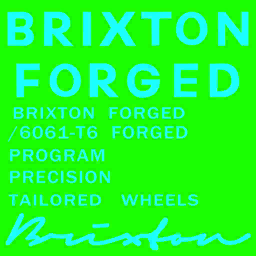 BRIXTON
FORGED
BRIXTON FORGED
/6061-T6 FORGED
PROGRAM
PRECISION
TAILORED WHEELS
Brixton